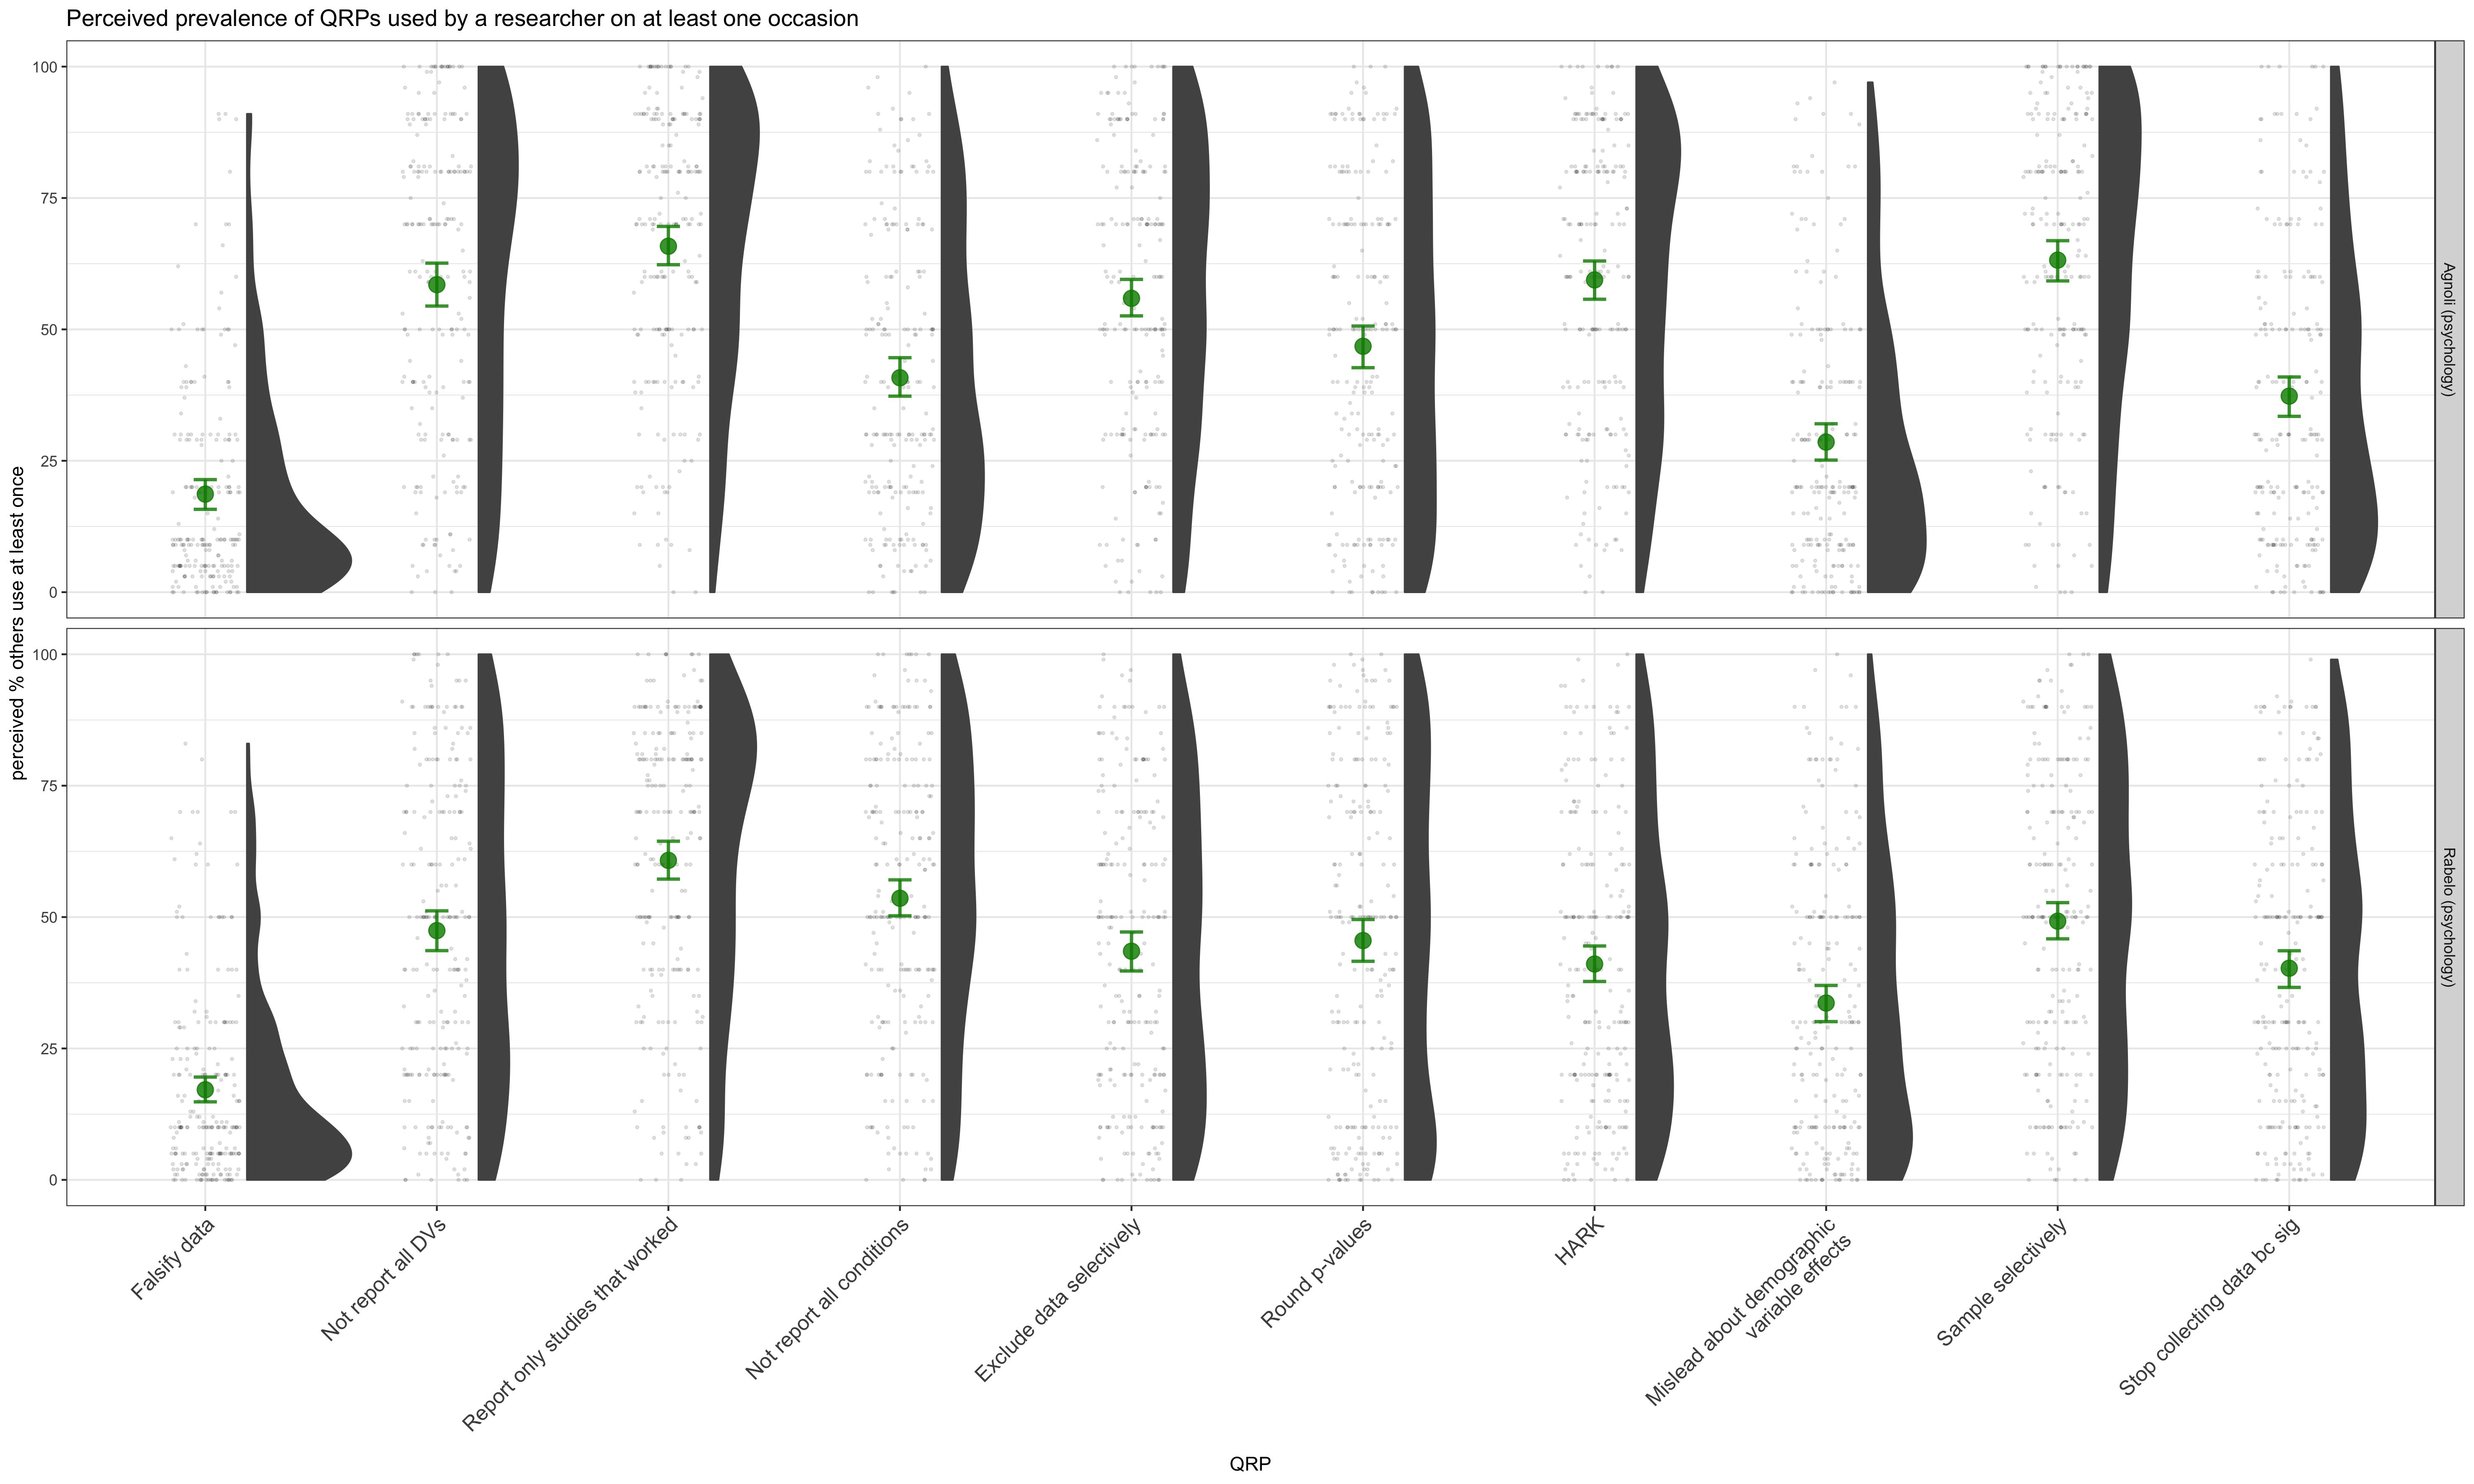 Perceived prevalence of QRPs used by a researcher on at least one occasion
perceived % others use at least once
100
75
50
25
0
Agnoli (psychology)
100
75
50
25
0
Rabelo (psychology)
Falsify data
Not report all DVs
Report only studies that worked
Not report all conditions
Exclude data selectively
Round p-values
HARK
Mislead about demographic
variable effects
Sample selectively
Stop collecting data bc sig
QRP